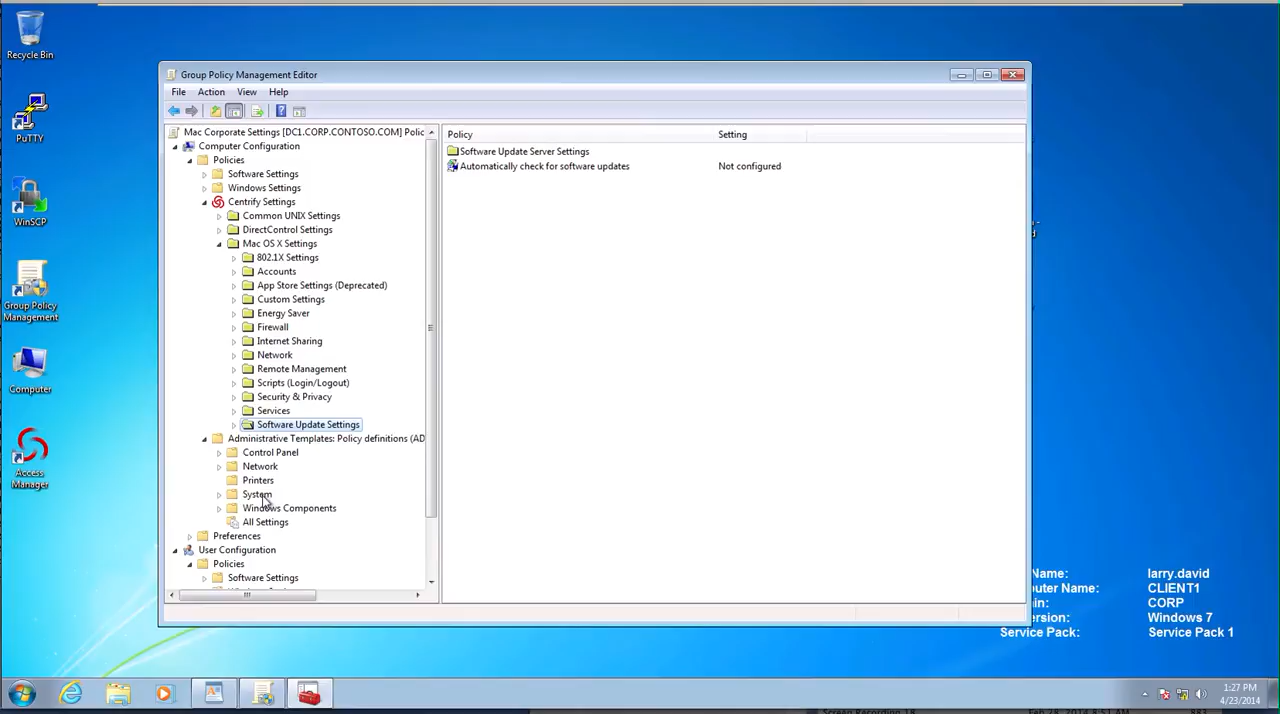 Recycle Bin
PuTTY
WinSCP
Group Policy
Management
Computer
Access
Manager
Group Policy Management Editor
File Action View Help
Mac Corporate Settings [DC1.CORP.CONTOSO.COM] Polic
Computer Configuration
Policies
Software Settings
Windows Settings
Centrify Settings
Common UNIX Settings
DirectControl Settings
Mac OS X Settings
802.1X Settings
Accounts
App Store Settings (Deprecated)
Custom Settings
Energy Saver
Firewall
Internet Sharing
Network
Remote Management
Scripts (Login/Logout)
Security & Privacy
Services
Software Update Settings
Administrative Templates: Policy definitions (AD
Control Panel
Network
Printers
System
Windows Components
All Settings
Preferences
User Configuration
Policies
Software Settings
Policy Setting
Software Update Server Settings
Automatically check for software updates Not configured
Name: larry.david
uter Name: CLIENT1
in: CORP
ersion: Windows 7
Service Pack: Service Pack 1
1:27 PM
4/23/2014